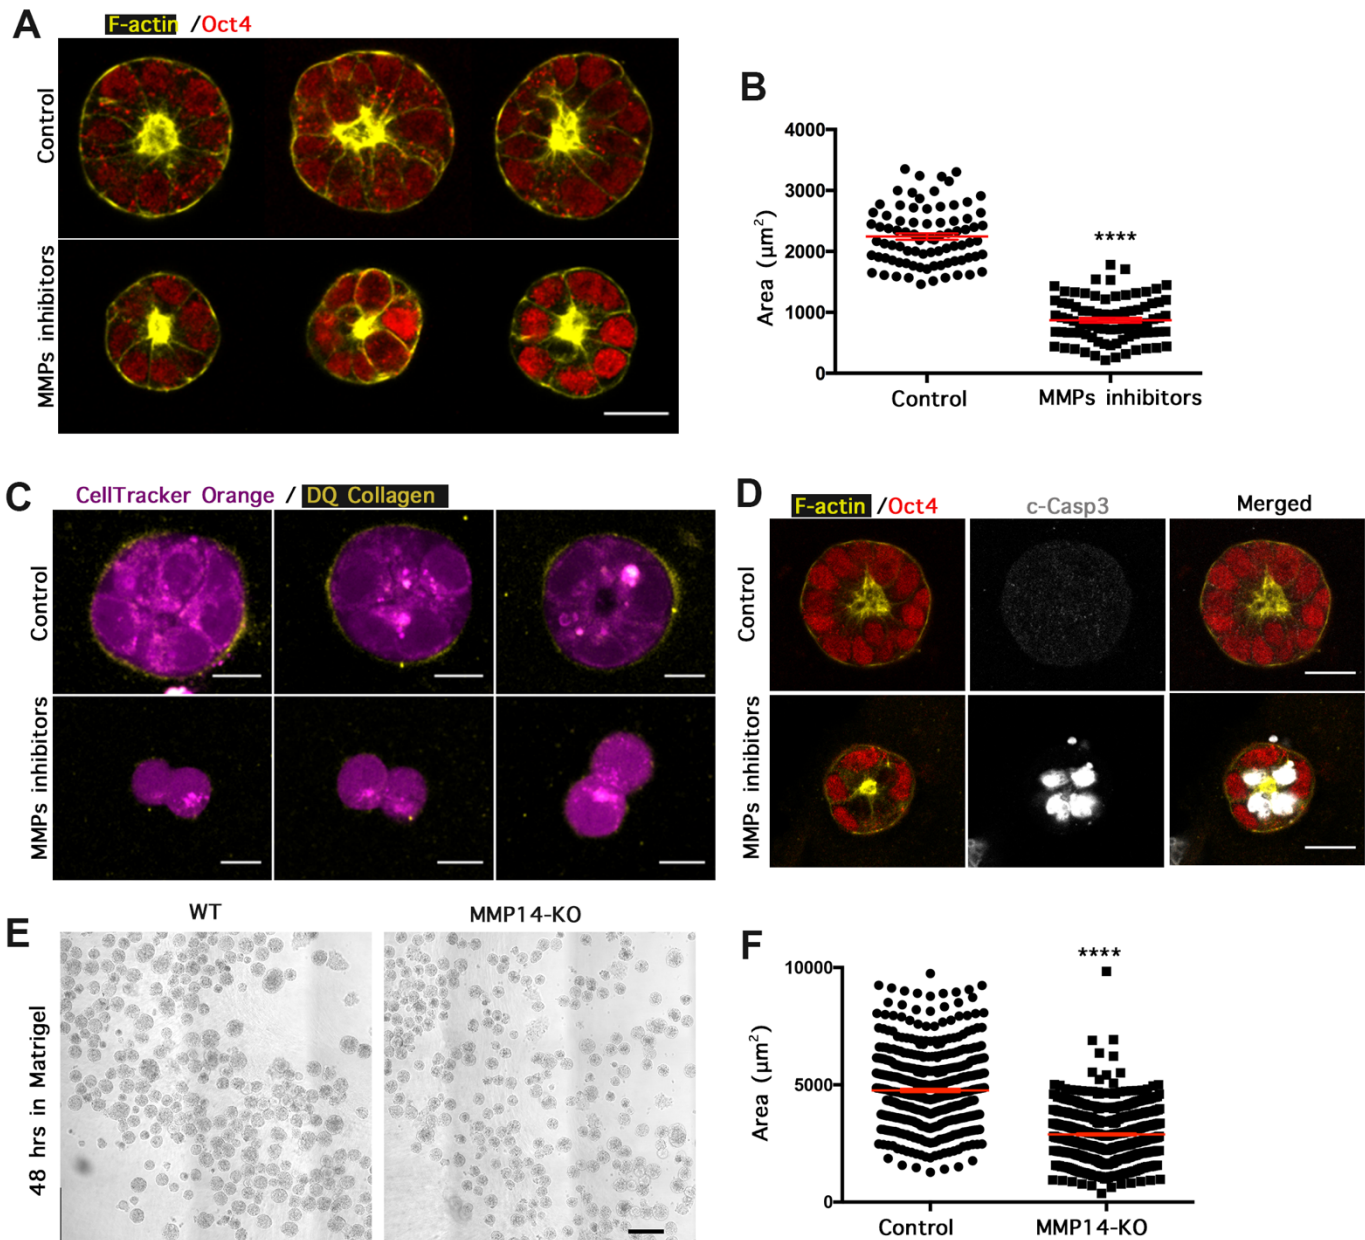 A
F-actin /Oct4
Control
MMPs inhibitors
B
4000
3000
2000
1000
0
Area (µm²)
****
Control MMPs inhibitors
C
CellTracker Orange / DQ Collagen
Control
MMPs inhibitors
D
F-actin /Oct4 c-Casp3 Merged
Control
MMPs inhibitors
E
WT MMP14-KO
48 hrs in Matrigel
F
10000
5000
0
Area (µm²)
****
Control MMP14-KO